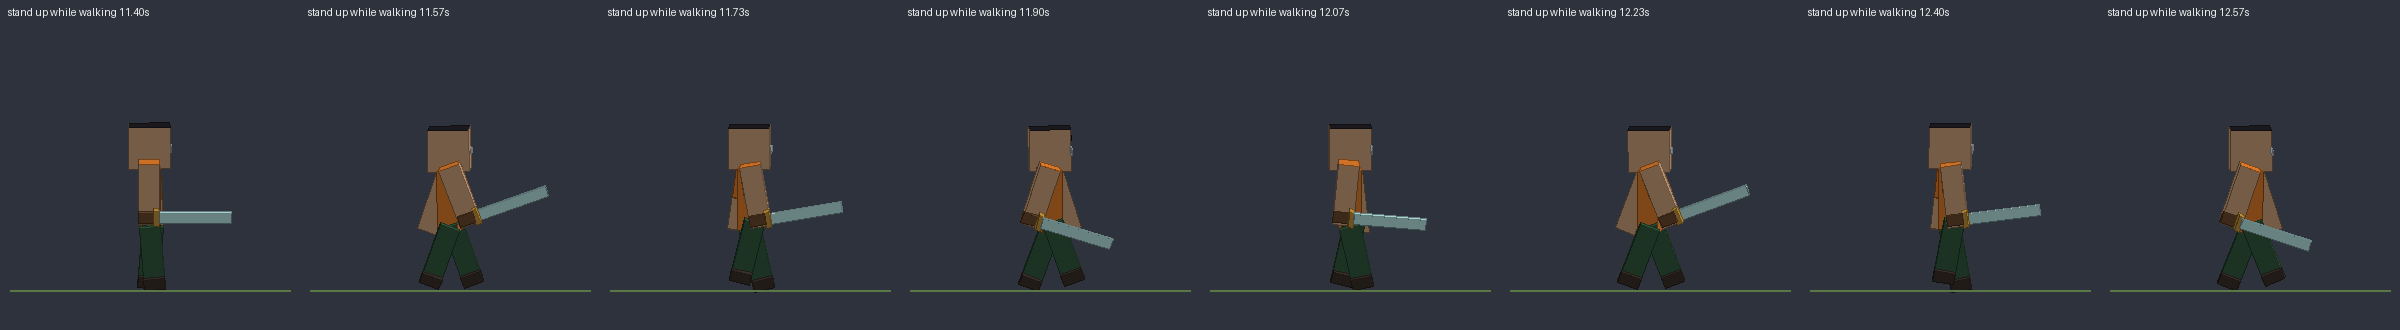 stand up while walking 11.40s
stand up while walking 11.57s
stand up while walking 11.73s
stand up while walking 11.90s
stand up while walking 12.07s
stand up while walking 12.23s
stand up while walking 12.40s
stand up while walking 12.57s